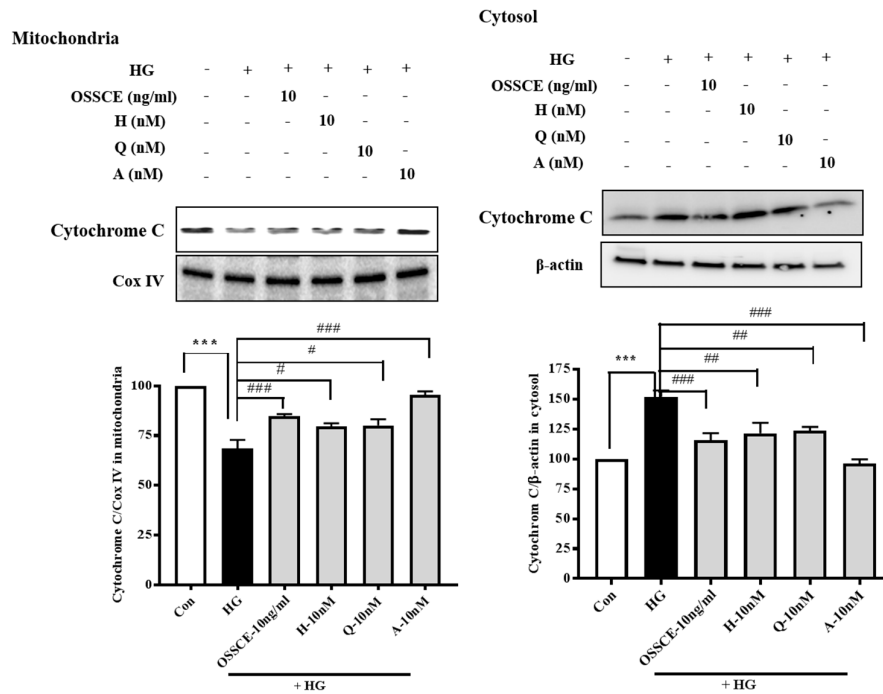 Mitochondria
HG - + + + + +
OSSCE (ng/ml) - - 10 - - -
H (nM) - - - 10 - -
Q (nM) - - - - 10 -
A (nM) - - - - - 10
Cytochrome C
Cox IV
Cytochrome C/Cox IV in mitochondria
100
75
50
25
0
***
###
#
#
###
Con
HG
OSSCE-10ng/ml
H-10nM
Q-10nM
A-10nM
+ HG
Cytosol
HG - + + + + +
OSSCE (ng/ml) - - 10 - - -
H (nM) - - - 10 - -
Q (nM) - - - - 10 -
A (nM) - - - - - 10
Cytochrome C
β-actin
Cytochrom C/β-actin in cytosol
175
150
125
100
75
50
25
0
***
###
##
##
###
Con
HG
OSSCE-10ng/ml
H-10nM
Q-10nM
A-10nM
+ HG